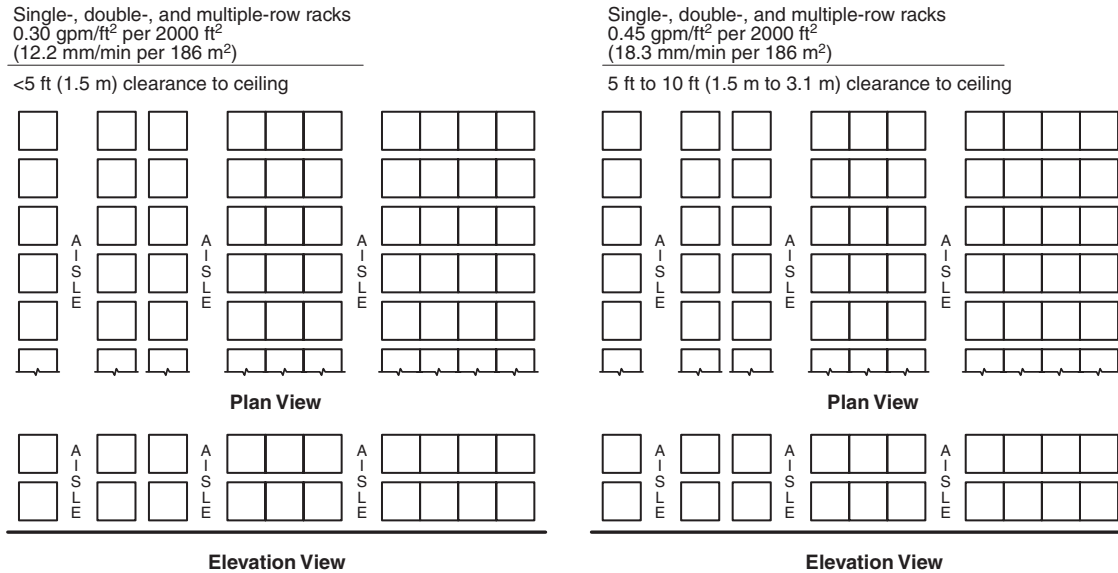 Single-, double-, and multiple-row racks
0.30 gpm/ft² per 2000 ft²
(12.2 mm/min per 186 m²)
<5 ft (1.5 m) clearance to ceiling
AISLE
AISLE
AISLE
Plan View
AISLE
AISLE
AISLE
Elevation View
Single-, double-, and multiple-row racks
0.45 gpm/ft² per 2000 ft²
(18.3 mm/min per 186 m²)
5 ft to 10 ft (1.5 m to 3.1 m) clearance to ceiling
AISLE
AISLE
AISLE
Plan View
AISLE
AISLE
AISLE
Elevation View